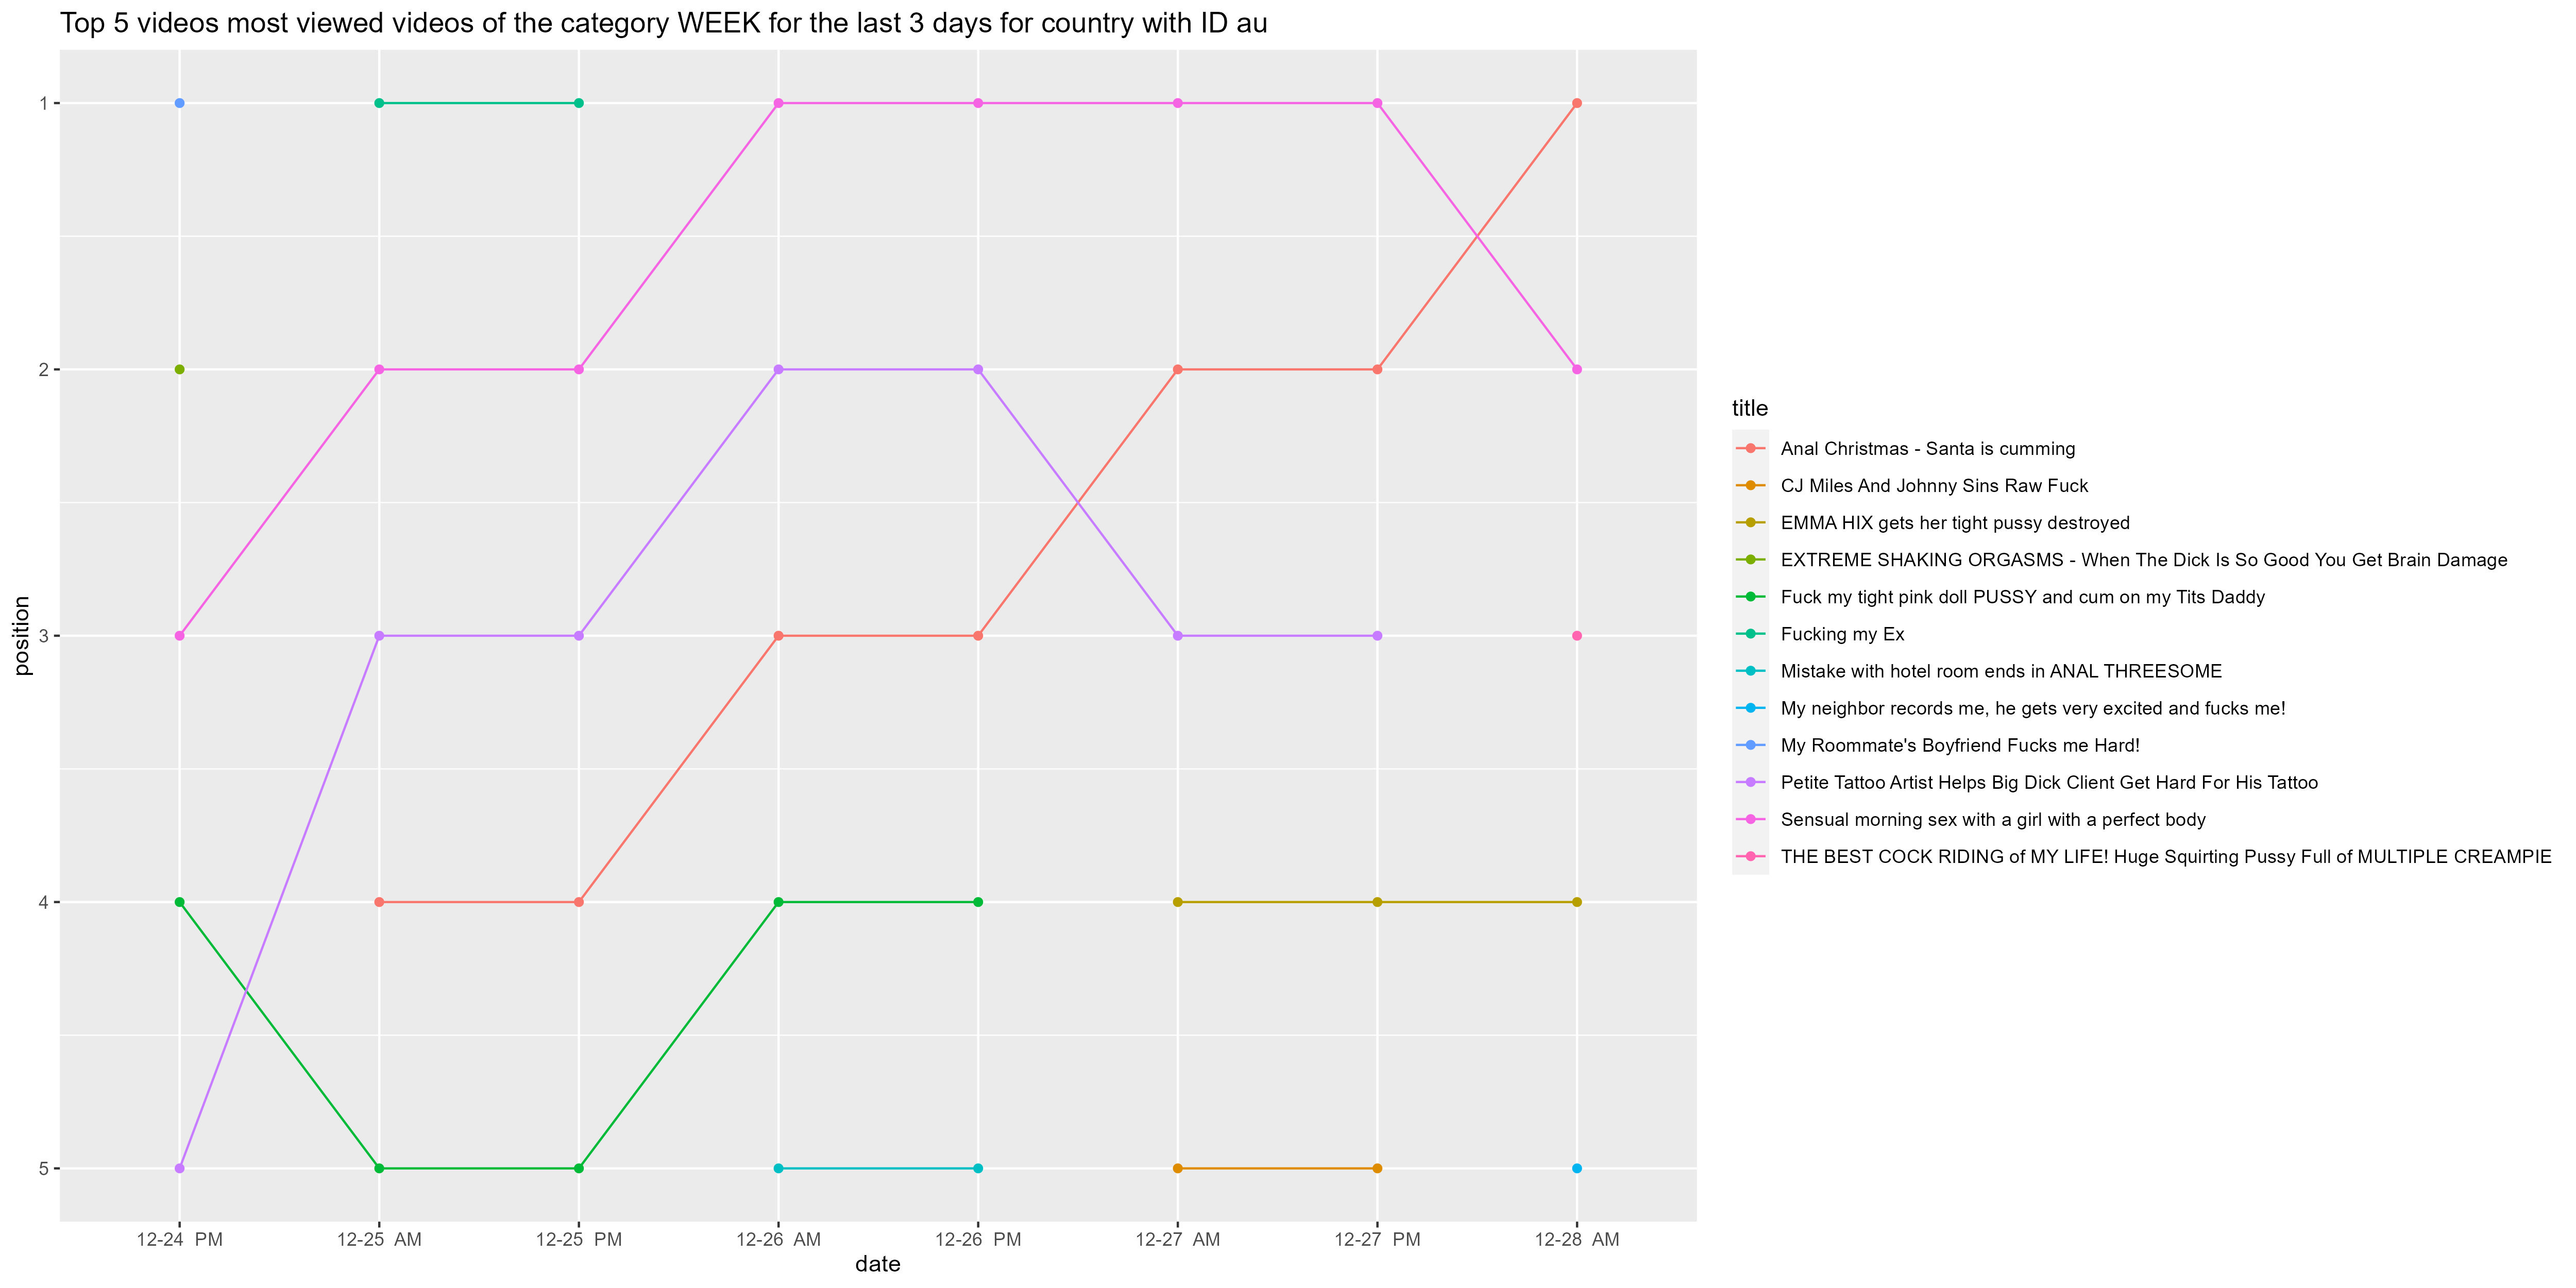 Top 5 videos most viewed videos of the category WEEK for the last 3 days for country with ID au
position
1
2
3
4
5
12-24 PM
12-25 AM
12-25 PM
12-26 AM
12-26 PM
12-27 AM
12-27 PM
12-28 AM
date
title
Anal Christmas - Santa is cumming
CJ Miles And Johnny Sins Raw Fuck
EMMA HIX gets her tight pussy destroyed
EXTREME SHAKING ORGASMS - When The Dick Is So Good You Get Brain Damage
Fuck my tight pink doll PUSSY and cum on my Tits Daddy
Fucking my Ex
Mistake with hotel room ends in ANAL THREESOME
My neighbor records me, he gets very excited and fucks me!
My Roommate's Boyfriend Fucks me Hard!
Petite Tattoo Artist Helps Big Dick Client Get Hard For His Tattoo
Sensual morning sex with a girl with a perfect body
THE BEST COCK RIDING of MY LIFE! Huge Squirting Pussy Full of MULTIPLE CREAMPIE